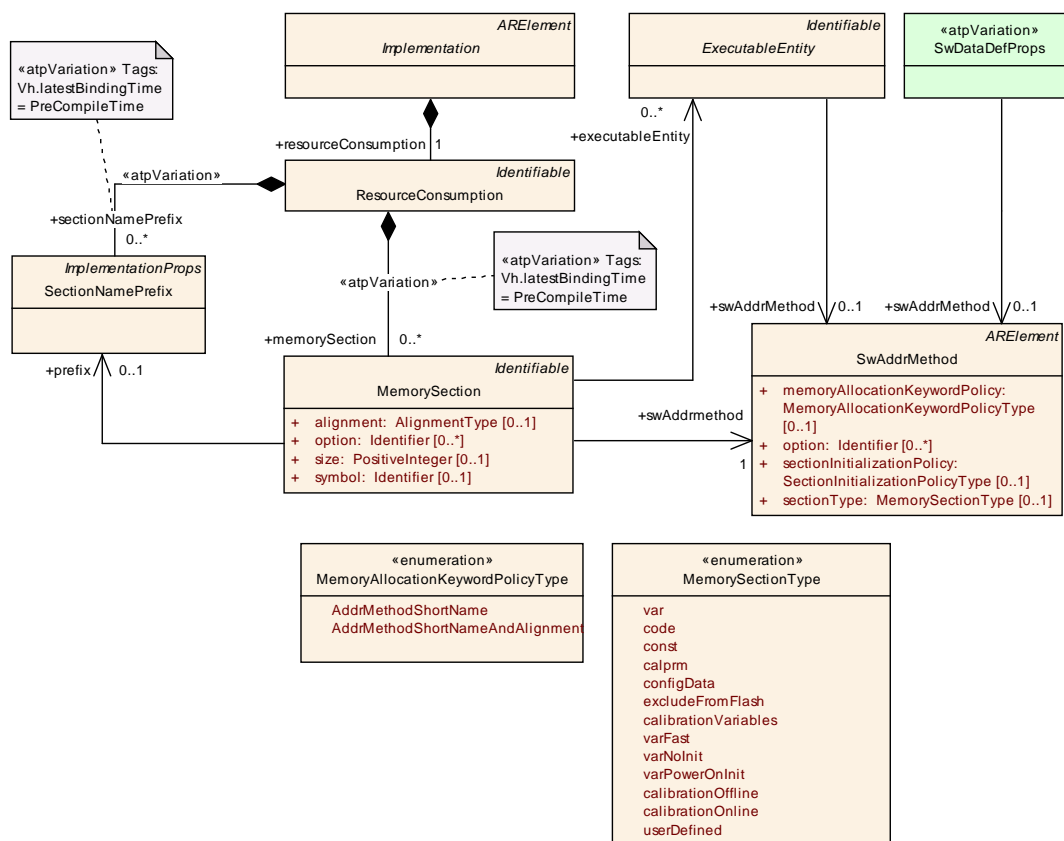 ARElement
Implementation
Identifiable
ExecutableEntity
«atpVariation»
SwDataDefProps
«atpVariation» Tags:
Vh.latestBindingTime
= PreCompileTime
+resourceConsumption
1
0..*
+executableEntity
«atpVariation»
Identifiable
ResourceConsumption
+sectionNamePrefix
0..*
«atpVariation» Tags:
Vh.latestBindingTime
= PreCompileTime
«atpVariation»
ImplementationProps
SectionNamePrefix
+swAddrMethod
0..1
+swAddrMethod
0..1
+memorySection
0..*
+prefix
0..1
Identifiable
MemorySection
+ alignment: AlignmentType [0..1]
+ option: Identifier [0..*]
+ size: PositiveInteger [0..1]
+ symbol: Identifier [0..1]
+swAddrmethod
1
ARElement
SwAddrMethod
+ memoryAllocationKeywordPolicy:
MemoryAllocationKeywordPolicyType
[0..1]
+ option: Identifier [0..*]
+ sectionInitializationPolicy:
SectionInitializationPolicyType [0..1]
+ sectionType: MemorySectionType [0..1]
«enumeration»
MemoryAllocationKeywordPolicyType
AddrMethodShortName
AddrMethodShortNameAndAlignment
«enumeration»
MemorySectionType
var
code
const
calprm
configData
excludeFromFlash
calibrationVariables
varFast
varNoInit
varPowerOnInit
calibrationOffline
calibrationOnline
userDefined